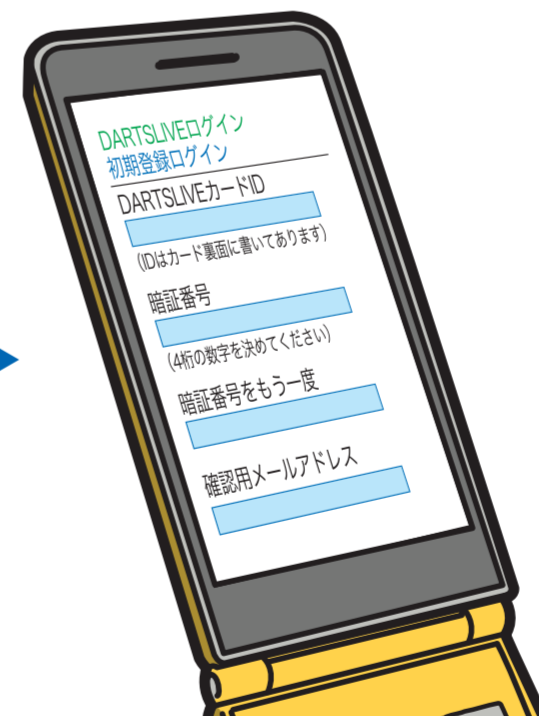 DARTSLIVEログイン
初期登録ログイン
DARTSLIVEカードID
(IDはカード裏面に書いてあります)
暗証番号
(4桁の数字を決めてください)
暗証番号をもう一度
確認用メールアドレス